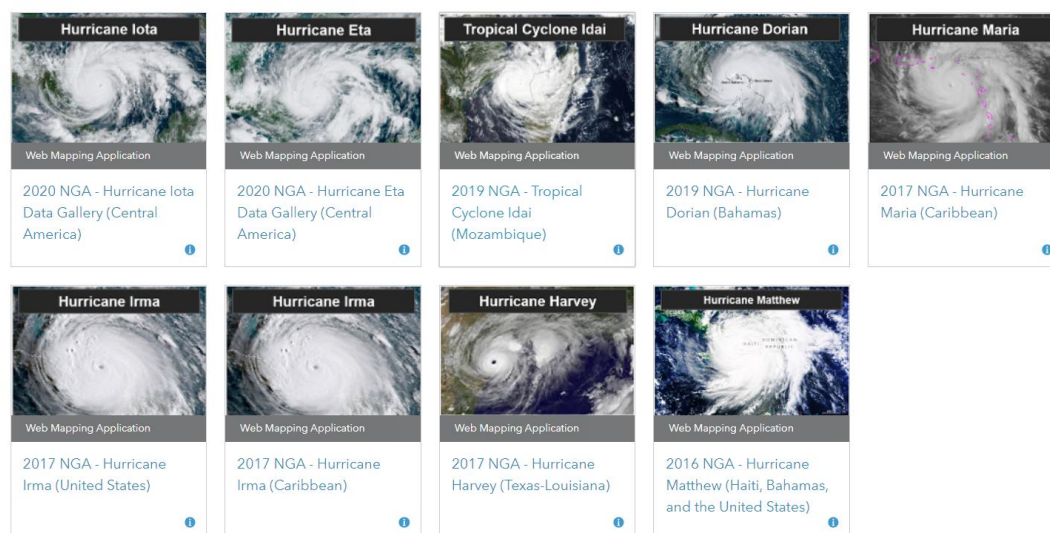 Hurricane Iota
Hurricane Eta
Tropical Cyclone Idai
Hurricane Dorian
Hurricane Maria
Web Mapping Application
Web Mapping Application
Web Mapping Application
Web Mapping Application
Web Mapping Application
2020 NGA - Hurricane Iota
Data Gallery (Central
America)
2020 NGA - Hurricane Eta
Data Gallery (Central
America)
2019 NGA - Tropical
Cyclone Idai
(Mozambique)
2019 NGA - Hurricane
Dorian (Bahamas)
2017 NGA - Hurricane
Maria (Caribbean)
Hurricane Irma
Hurricane Irma
Hurricane Harvey
Hurricane Matthew
HAITI
DOMINICAN
REPUBLIC
Web Mapping Application
Web Mapping Application
Web Mapping Application
Web Mapping Application
2017 NGA - Hurricane
Irma (United States)
2017 NGA - Hurricane
Irma (Caribbean)
2017 NGA - Hurricane
Harvey (Texas-Louisiana)
2016 NGA - Hurricane
Matthew (Haiti, Bahamas,
and the United States)